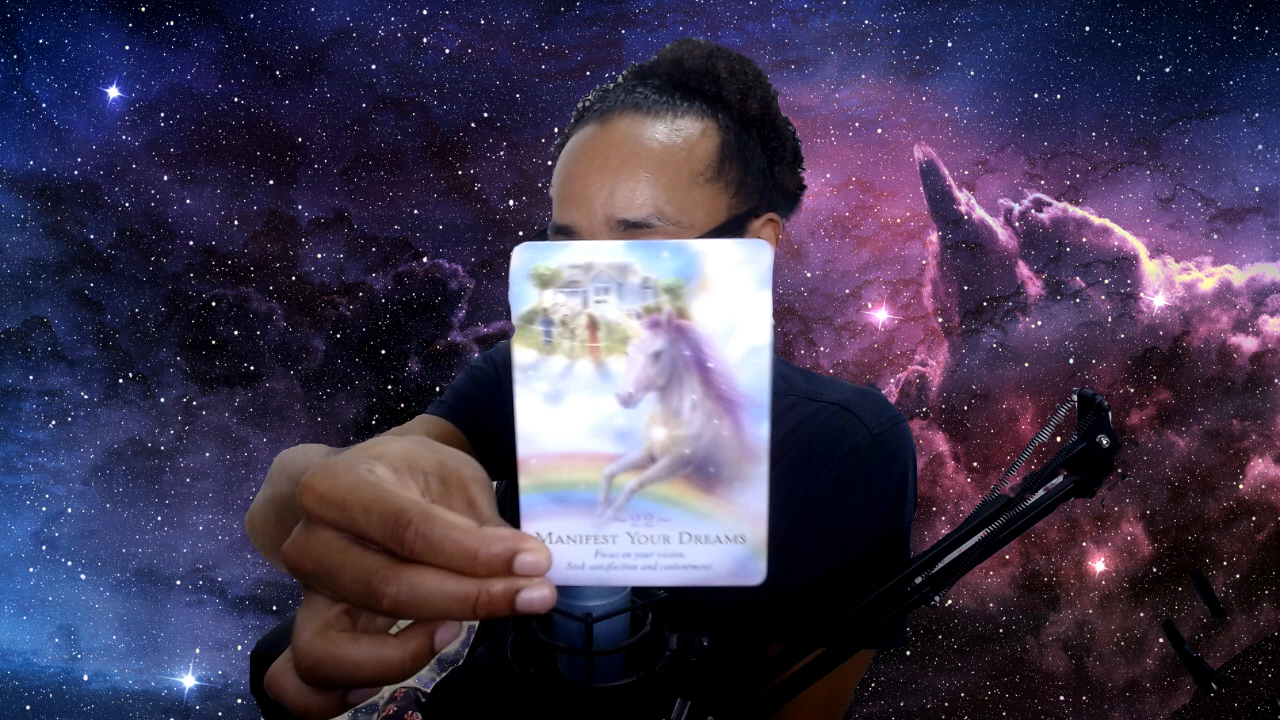 ~22~
Manifest Your Dreams
Focus on your vision.
Seek satisfaction and contentment.